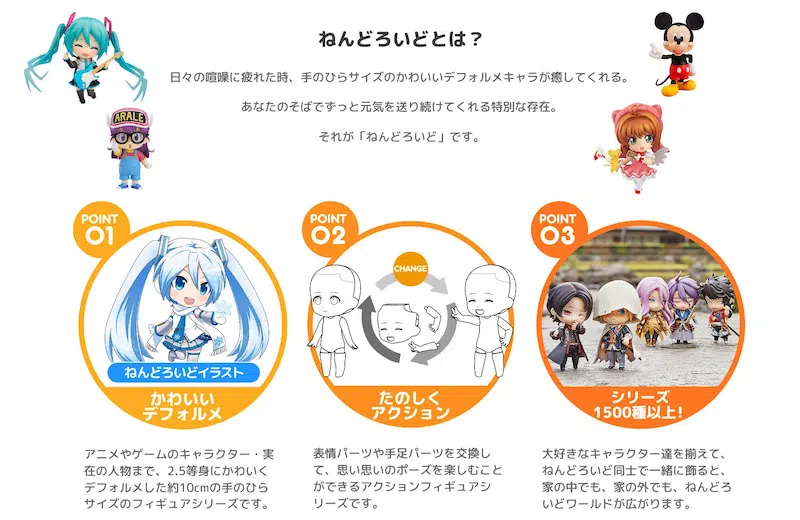 ねんどろいどとは？
日々の喧噪に疲れた時、手のひらサイズのかわいいデフォルメキャラが癒してくれる。
あなたのそばでずっと元気を送り続けてくれる特別な存在。
それが「ねんどろいど」です。
ARALE
POINT
01
ねんどろいどイラスト
かわいい
デフォルメ
アニメやゲームのキャラクター・実
在の人物まで、2.5等身にかわいく
デフォルメした約10cmの手のひら
サイズのフィギュアシリーズです。
POINT
02
CHANGE
たのしく
アクション
表情パーツや手足パーツを交換し
て、思い思いのポーズを楽しむこと
ができるアクションフィギュアシ
リーズです。
POINT
03
シリーズ
1500種以上!
大好きなキャラクター達を揃えて、
ねんどろいど同士で一緒に飾ると、
家の中でも、家の外でも、ねんどろ
いどワールドが広がります。